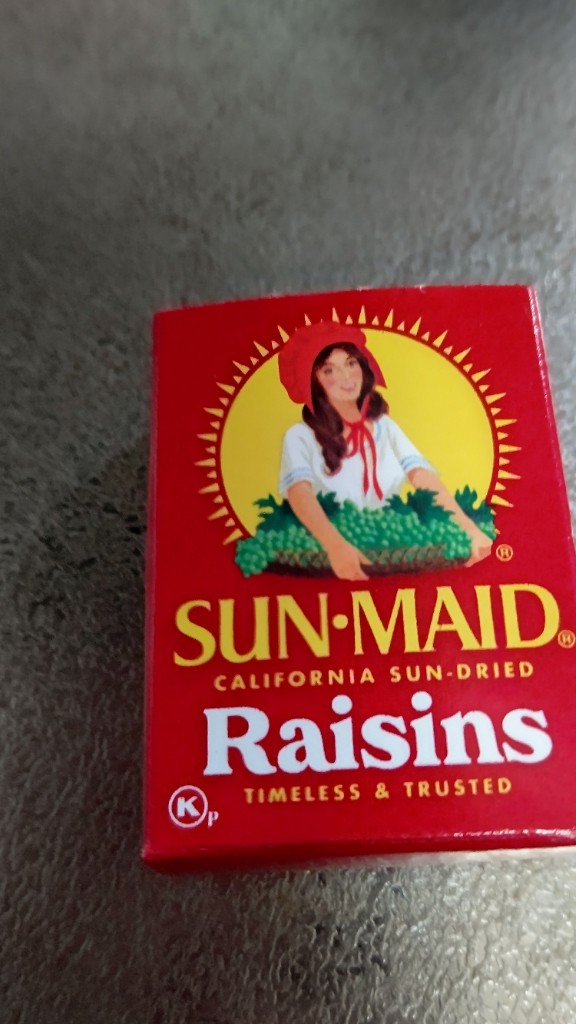 ®
SUN•MAID®
CALIFORNIA SUN-DRIED
Raisins
TIMELESS & TRUSTED
K P